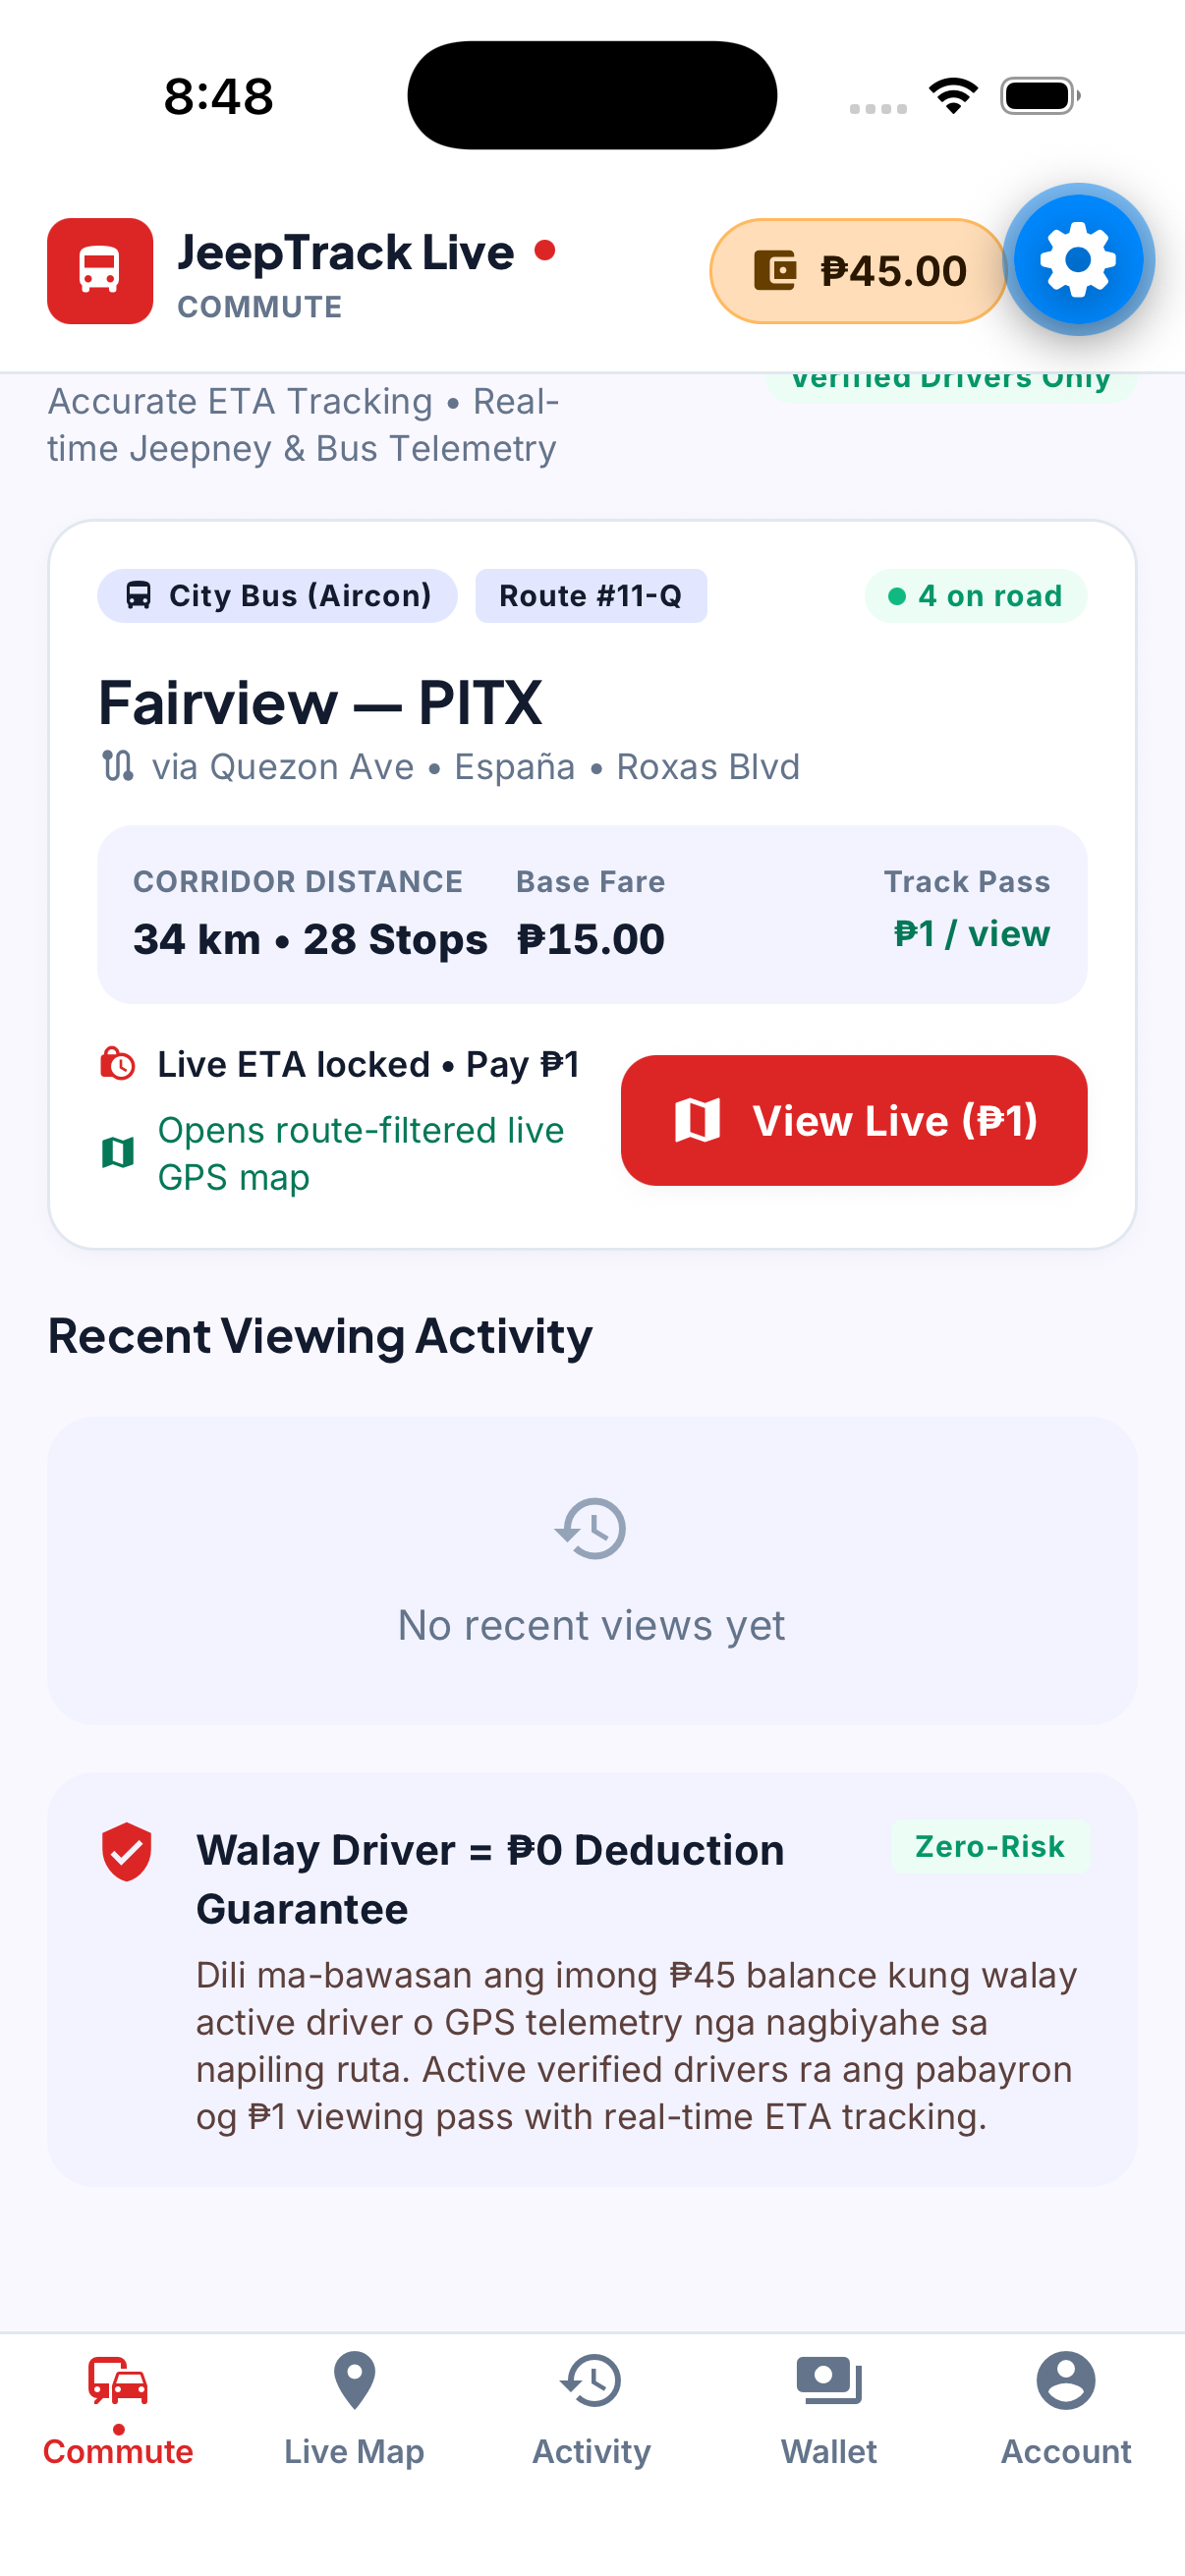 8:48
JeepTrack Live
COMMUTE
₱45.00
Verified Drivers Only
Accurate ETA Tracking • Real-
time Jeepney & Bus Telemetry
City Bus (Aircon)
Route #11-Q
4 on road
Fairview — PITX
via Quezon Ave • España • Roxas Blvd
CORRIDOR DISTANCE
Base Fare
Track Pass
34 km • 28 Stops
₱15.00
₱1 / view
Live ETA locked • Pay ₱1
Opens route-filtered live
GPS map
View Live (₱1)
Recent Viewing Activity
No recent views yet
Walay Driver = ₱0 Deduction
Guarantee
Zero-Risk
Dili ma-bawasan ang imong ₱45 balance kung walay
active driver o GPS telemetry nga nagbiyahe sa
napiling ruta. Active verified drivers ra ang pabayron
og ₱1 viewing pass with real-time ETA tracking.
Commute
Live Map
Activity
Wallet
Account